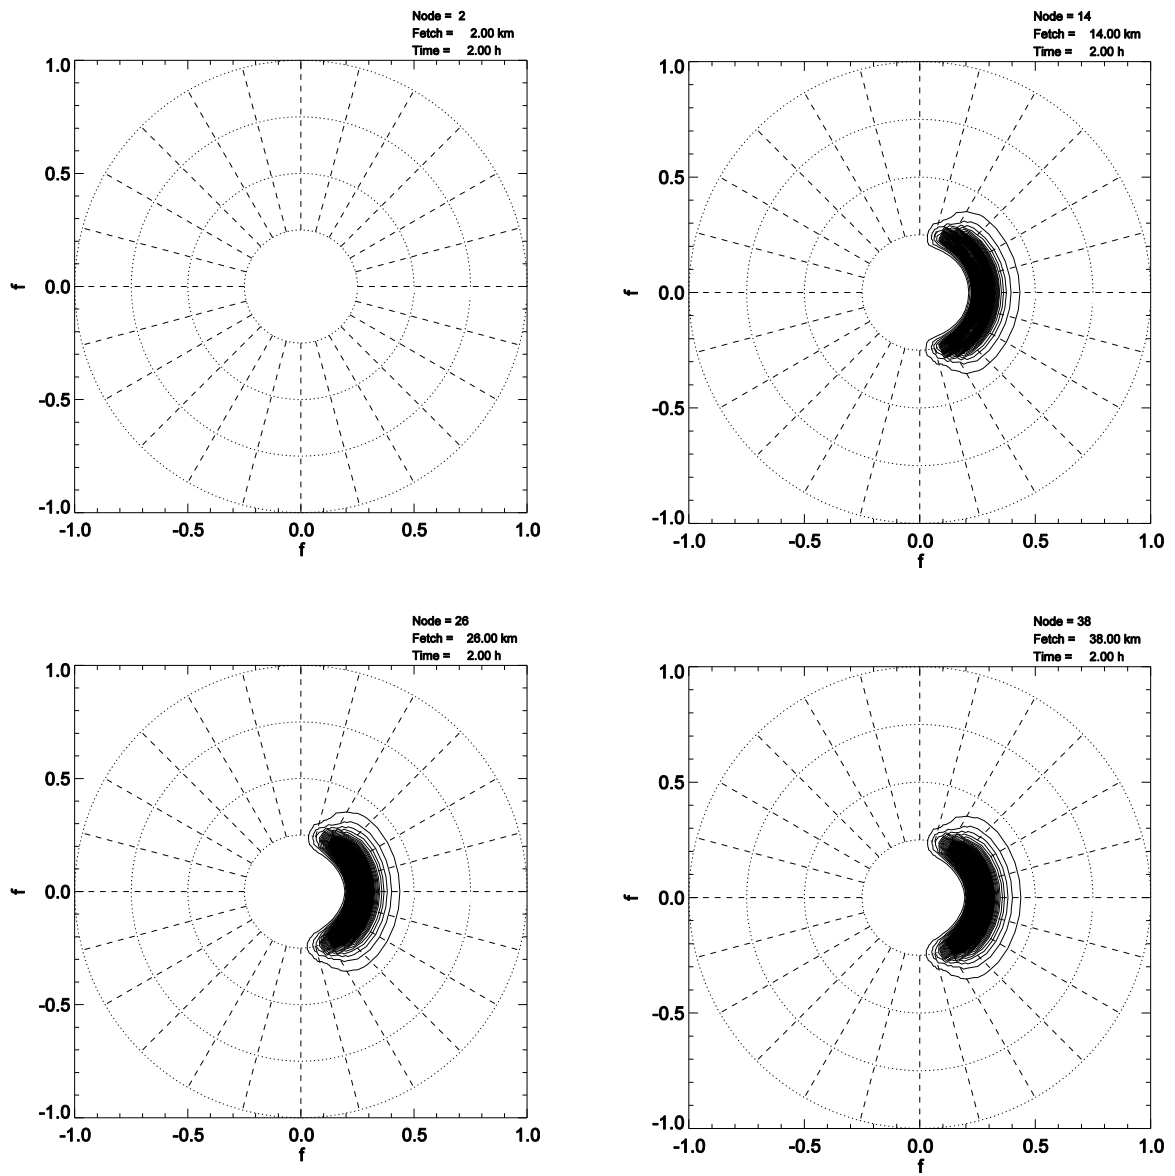 Node = 2
Fetch = 2.00 km
Time = 2.00 h
1.0
0.5
0.0
-0.5
-1.0
f
-1.0 -0.5 0.0 0.5 1.0
f
Node = 14
Fetch = 14.00 km
Time = 2.00 h
1.0
0.5
0.0
-0.5
-1.0
f
-1.0 -0.5 0.0 0.5 1.0
f
Node = 26
Fetch = 26.00 km
Time = 2.00 h
1.0
0.5
0.0
-0.5
-1.0
f
-1.0 -0.5 0.0 0.5 1.0
f
Node = 38
Fetch = 38.00 km
Time = 2.00 h
1.0
0.5
0.0
-0.5
-1.0
f
-1.0 -0.5 0.0 0.5 1.0
f